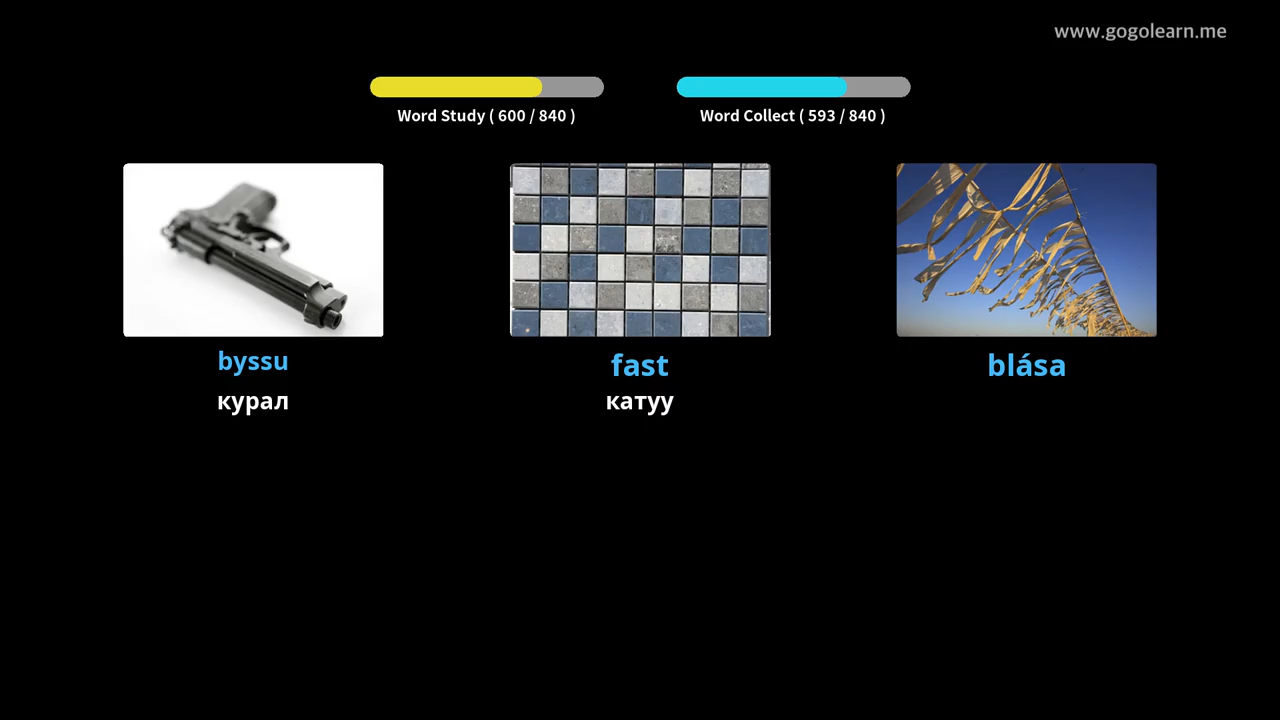 www.gogolearn.me
Word Study ( 600 / 840 )
Word Collect ( 593 / 840 )
byssu
курал
fast
катуу
blása